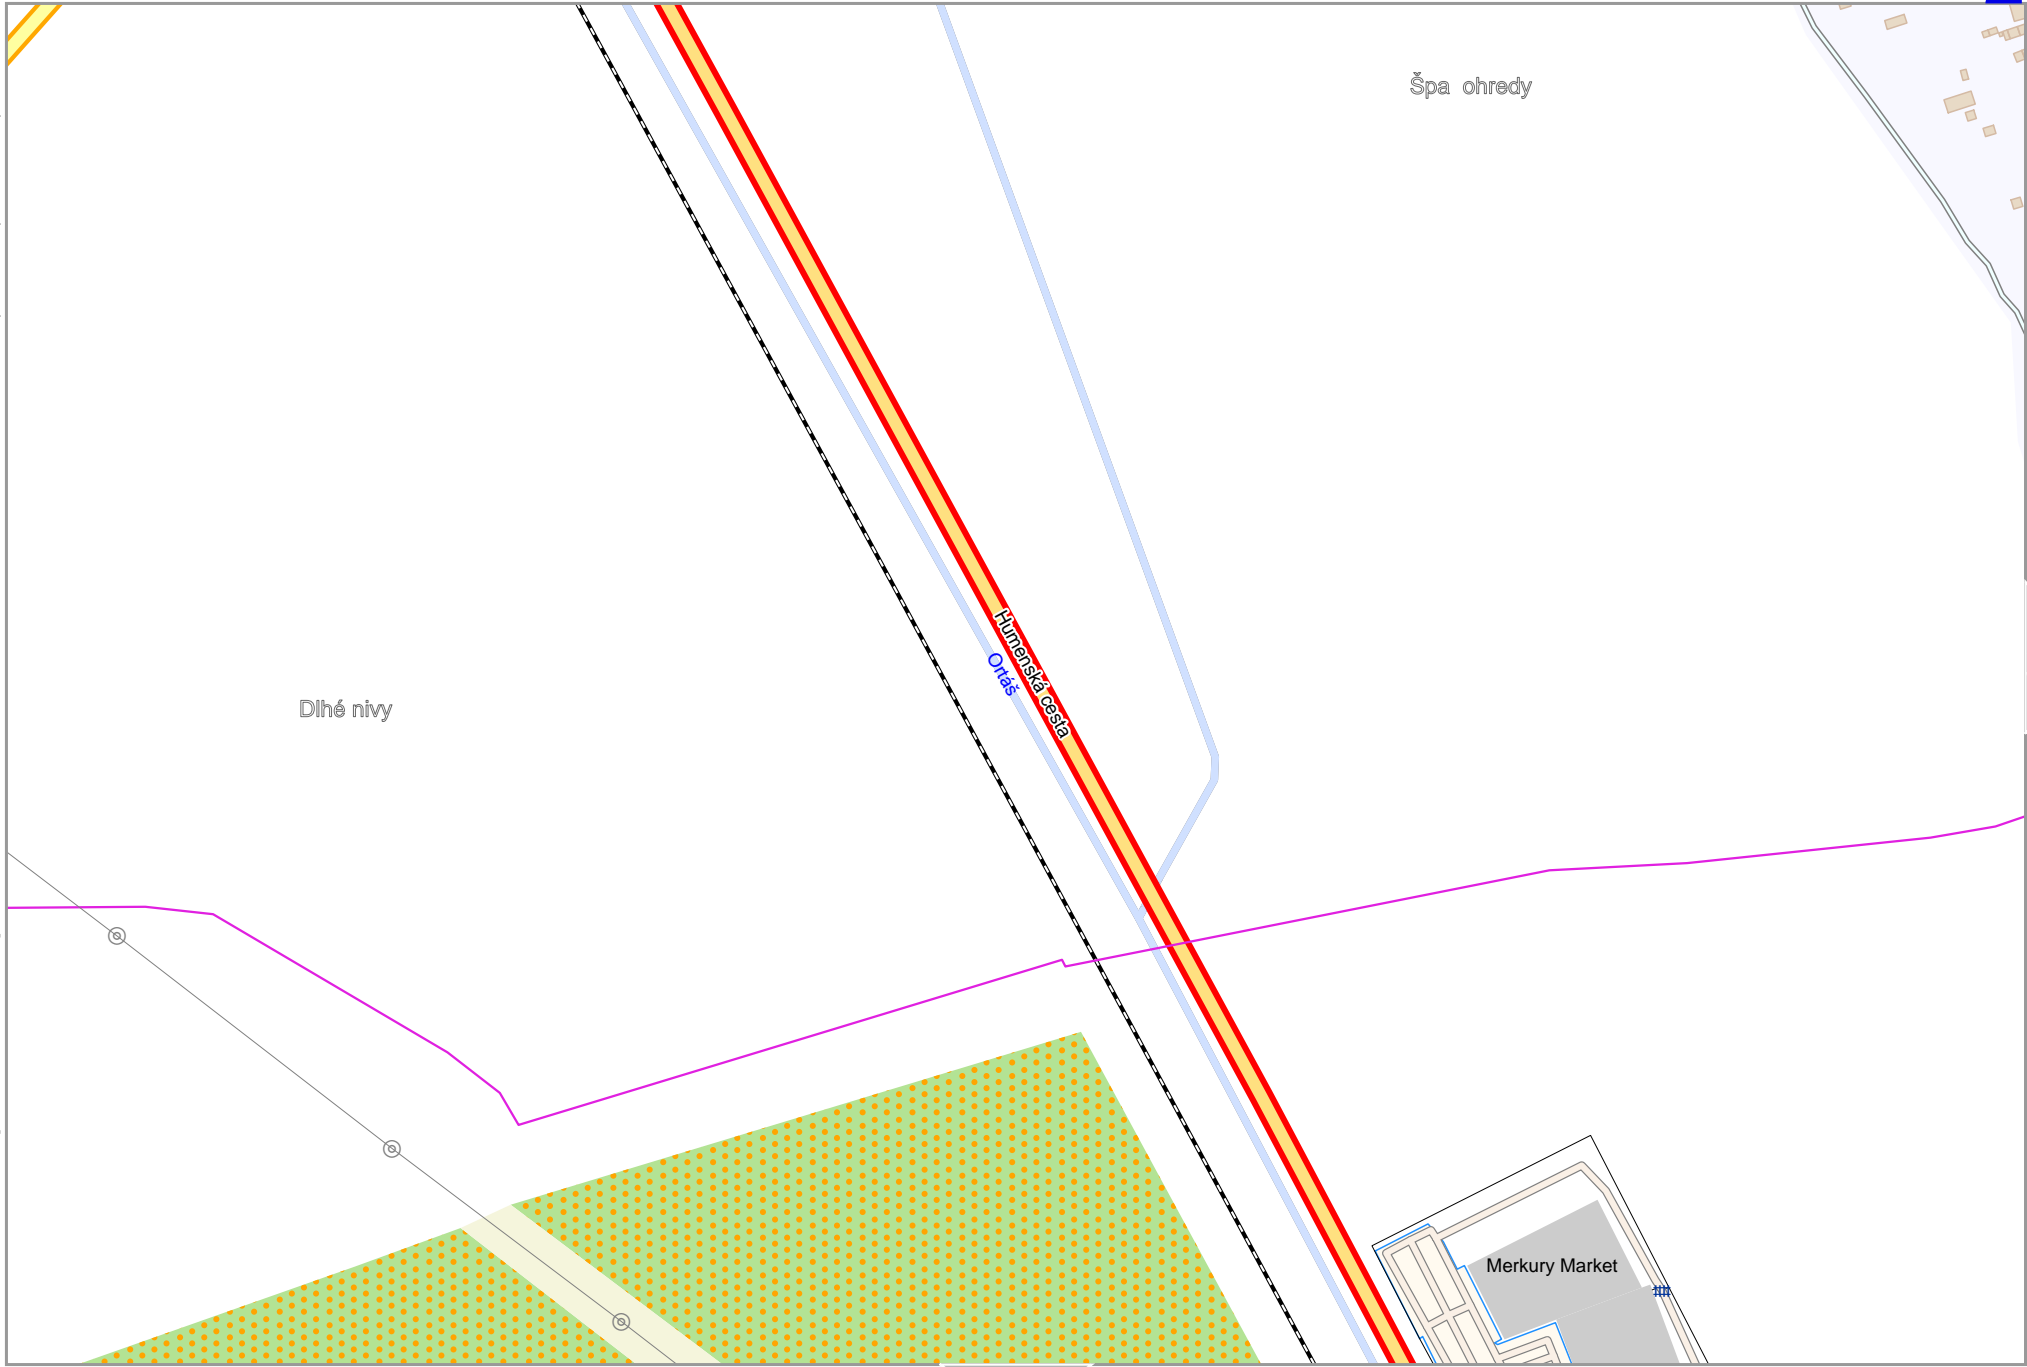 Špa ohredy
Humenská cesta
Ortáš
Dlhé nivy
Merkury Market